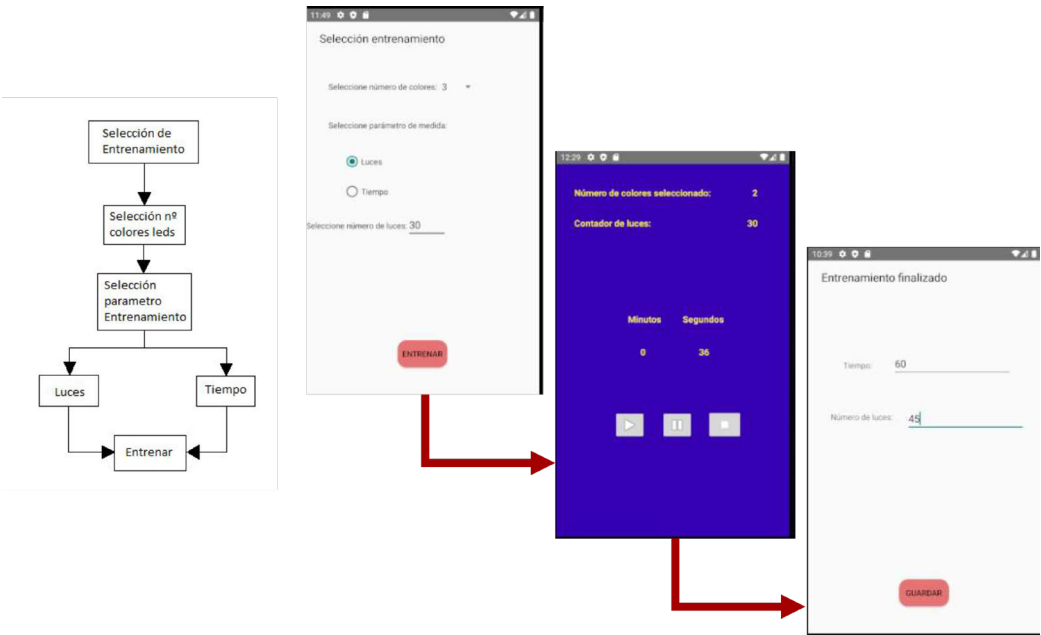 Selección de
Entrenamiento
Selección nº
colores leds
Selección
parametro
Entrenamiento
Luces
Tiempo
Entrenar
11:49
Selección entrenamiento
Seleccione número de colores: 3
Seleccione parámetro de medida:
Luces
Tiempo
Seleccione número de luces: 30
ENTRENAR
12:29
Número de colores seleccionado: 2
Contador de luces: 30
Minutos Segundos
0 36
10:39
Entrenamiento finalizado
Tiempo: 60
Número de luces: 45
GUARDAR